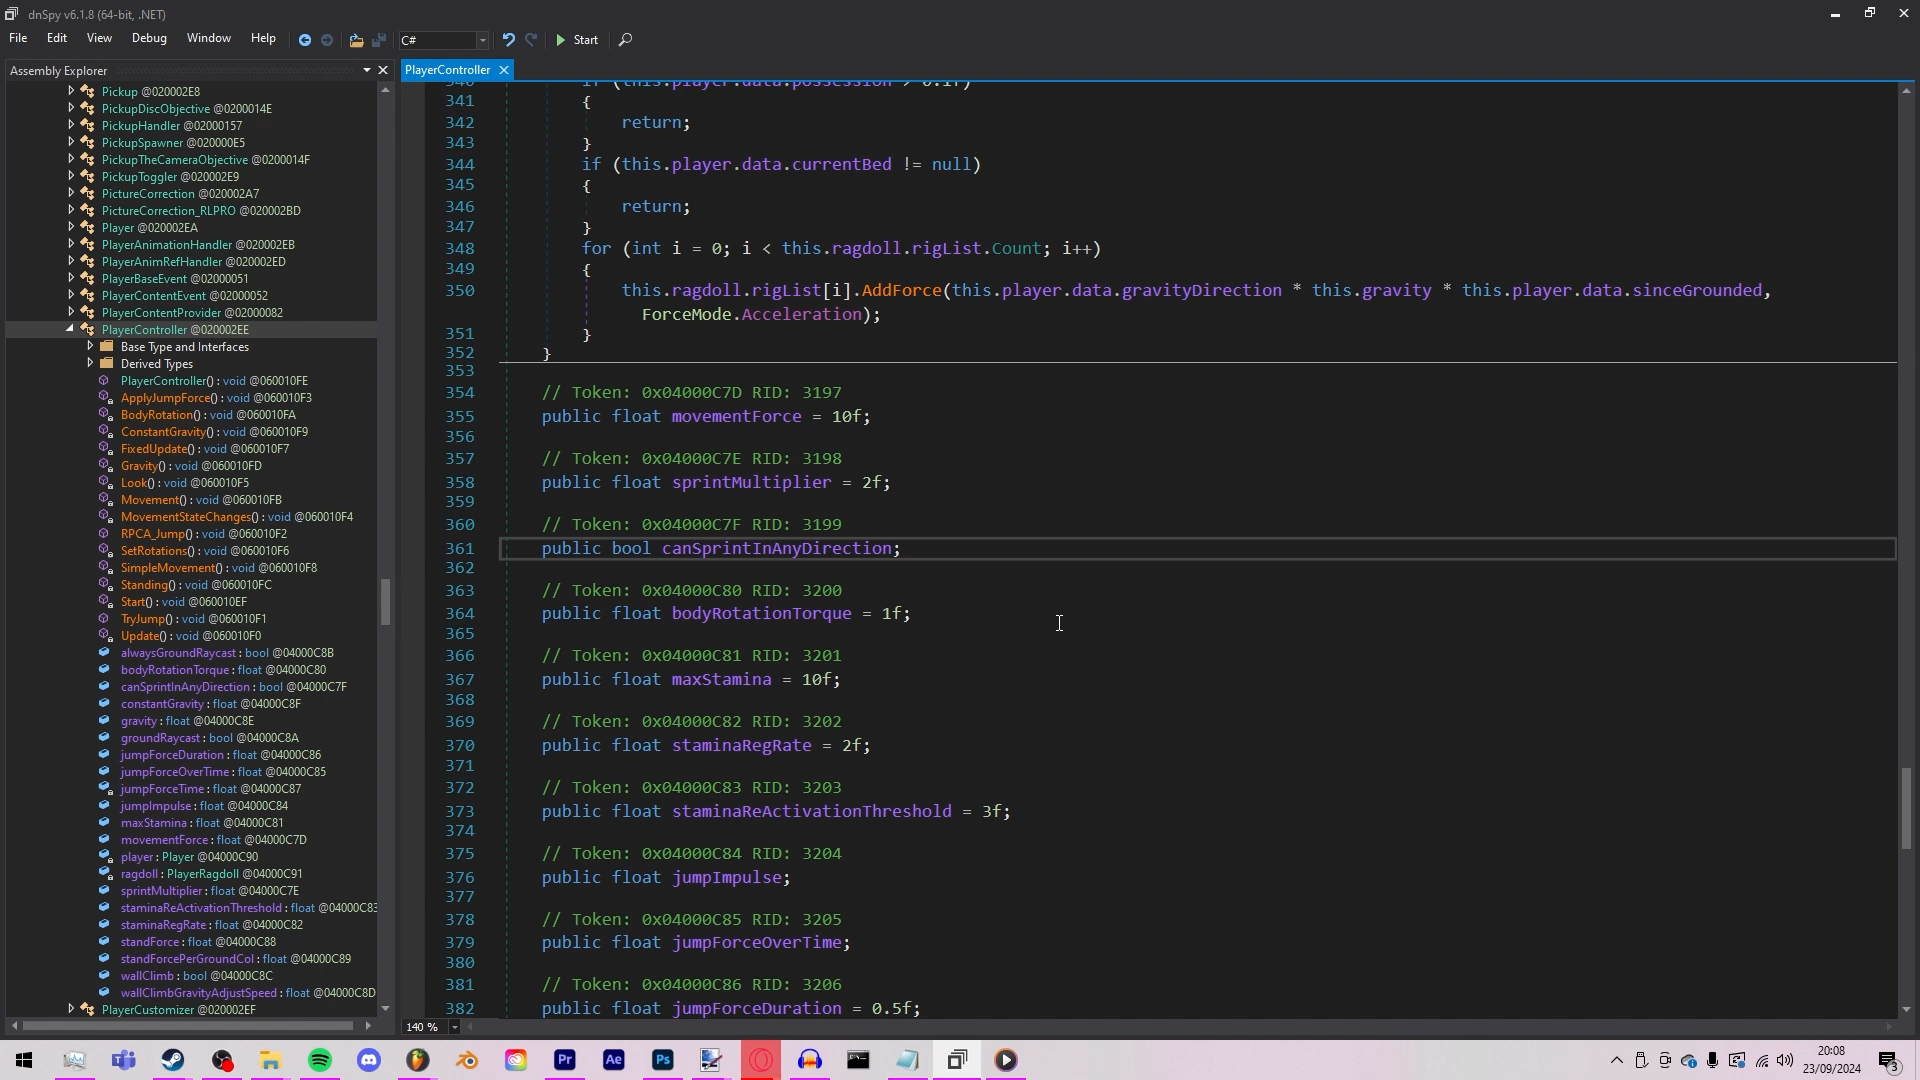 dnSpy v6.1.8 (64-bit, .NET)
File Edit View Debug Window Help C# Start
Assembly Explorer
PlayerController
Pickup @020002E8
PickupDiscObjective @0200014E
PickupHandler @02000157
PickupSpawner @020000E5
PickupTheCameraObjective @0200014F
PickupToggler @020002E9
PictureCorrection @020002A7
PictureCorrection_RLPRO @020002BD
Player @020002EA
PlayerAnimationHandler @020002EB
PlayerAnimRefHandler @020002ED
PlayerBaseEvent @02000051
PlayerContentEvent @02000052
PlayerContentProvider @02000082
PlayerController @020002EE
Base Type and Interfaces
Derived Types
PlayerController() : void @060010FE
ApplyJumpForce() : void @060010F3
BodyRotation() : void @060010FA
ConstantGravity() : void @060010F9
FixedUpdate() : void @060010F7
Gravity() : void @060010FD
Look() : void @060010F5
Movement() : void @060010FB
MovementStateChanges() : void @060010F4
RPCA_Jump() : void @060010F2
SetRotations() : void @060010F6
SimpleMovement() : void @060010F8
Standing() : void @060010FC
Start() : void @060010EF
TryJump() : void @060010F1
Update() : void @060010F0
alwaysGroundRaycast : bool @04000C8B
bodyRotationTorque : float @04000C80
canSprintInAnyDirection : bool @04000C7F
constantGravity : float @04000C8F
gravity : float @04000C8E
groundRaycast : bool @04000C8A
jumpForceDuration : float @04000C86
jumpForceOverTime : float @04000C85
jumpForceTime : float @04000C87
jumpImpulse : float @04000C84
maxStamina : float @04000C81
movementForce : float @04000C7D
player : Player @04000C90
ragdoll : PlayerRagdoll @04000C91
sprintMultiplier : float @04000C7E
staminaReActivationThreshold : float @04000C83
staminaRegRate : float @04000C82
standForce : float @04000C88
standForcePerGroundCol : float @04000C89
wallClimb : bool @04000C8C
wallClimbGravityAdjustSpeed : float @04000C8D
PlayerCustomizer @020002EF
340 if (this.player.data.possession > 0.1f)
341 {
342 return;
343 }
344 if (this.player.data.currentBed != null)
345 {
346 return;
347 }
348 for (int i = 0; i < this.ragdoll.rigList.Count; i++)
349 {
350 this.ragdoll.rigList[i].AddForce(this.player.data.gravityDirection * this.gravity * this.player.data.sinceGrounded,
ForceMode.Acceleration);
351 }
352 }
353
354 // Token: 0x04000C7D RID: 3197
355 public float movementForce = 10f;
356
357 // Token: 0x04000C7E RID: 3198
358 public float sprintMultiplier = 2f;
359
360 // Token: 0x04000C7F RID: 3199
361 public bool canSprintInAnyDirection;
362
363 // Token: 0x04000C80 RID: 3200
364 public float bodyRotationTorque = 1f;
365
366 // Token: 0x04000C81 RID: 3201
367 public float maxStamina = 10f;
368
369 // Token: 0x04000C82 RID: 3202
370 public float staminaRegRate = 2f;
371
372 // Token: 0x04000C83 RID: 3203
373 public float staminaReActivationThreshold = 3f;
374
375 // Token: 0x04000C84 RID: 3204
376 public float jumpImpulse;
377
378 // Token: 0x04000C85 RID: 3205
379 public float jumpForceOverTime;
380
381 // Token: 0x04000C86 RID: 3206
382 public float jumpForceDuration = 0.5f;
140 %
Pr Ae Ps
20:08
23/09/2024
3